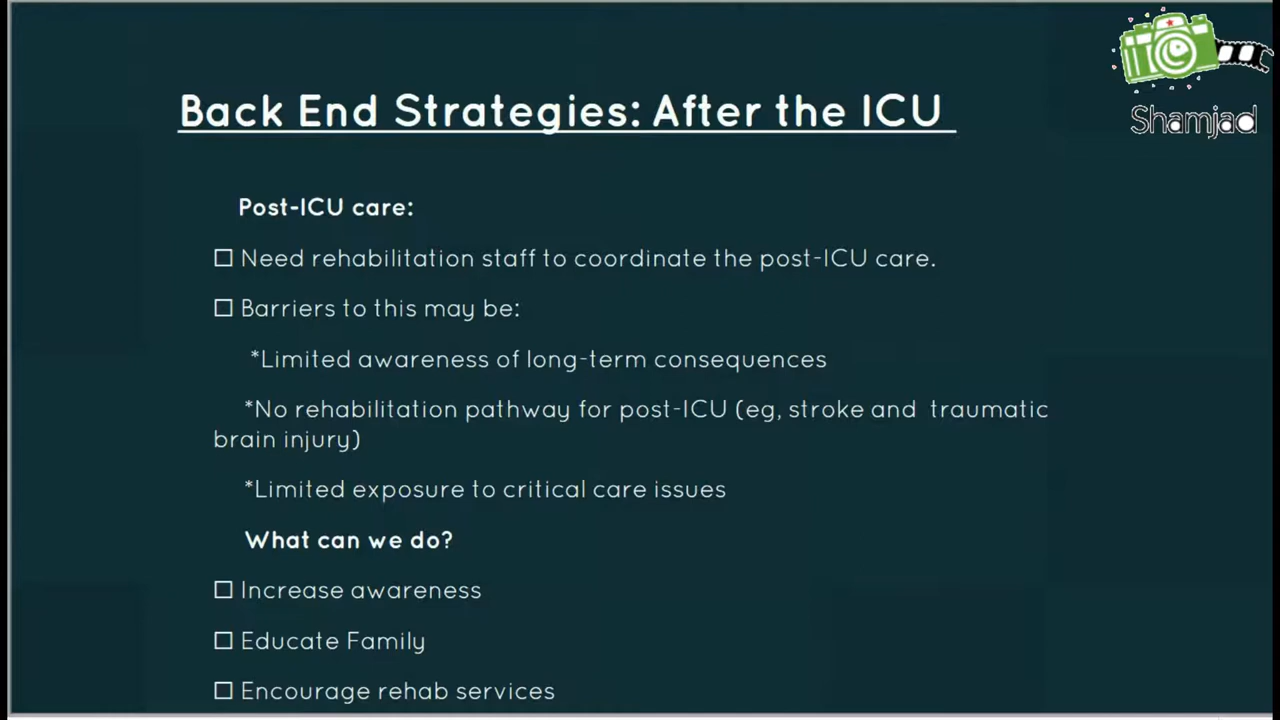 Shamjad
Back End Strategies: After the ICU
Post-ICU care:
☐ Need rehabilitation staff to coordinate the post-ICU care.
☐ Barriers to this may be:
*Limited awareness of long-term consequences
*No rehabilitation pathway for post-ICU (eg, stroke and traumatic
brain injury)
*Limited exposure to critical care issues
What can we do?
☐ Increase awareness
☐ Educate Family
☐ Encourage rehab services